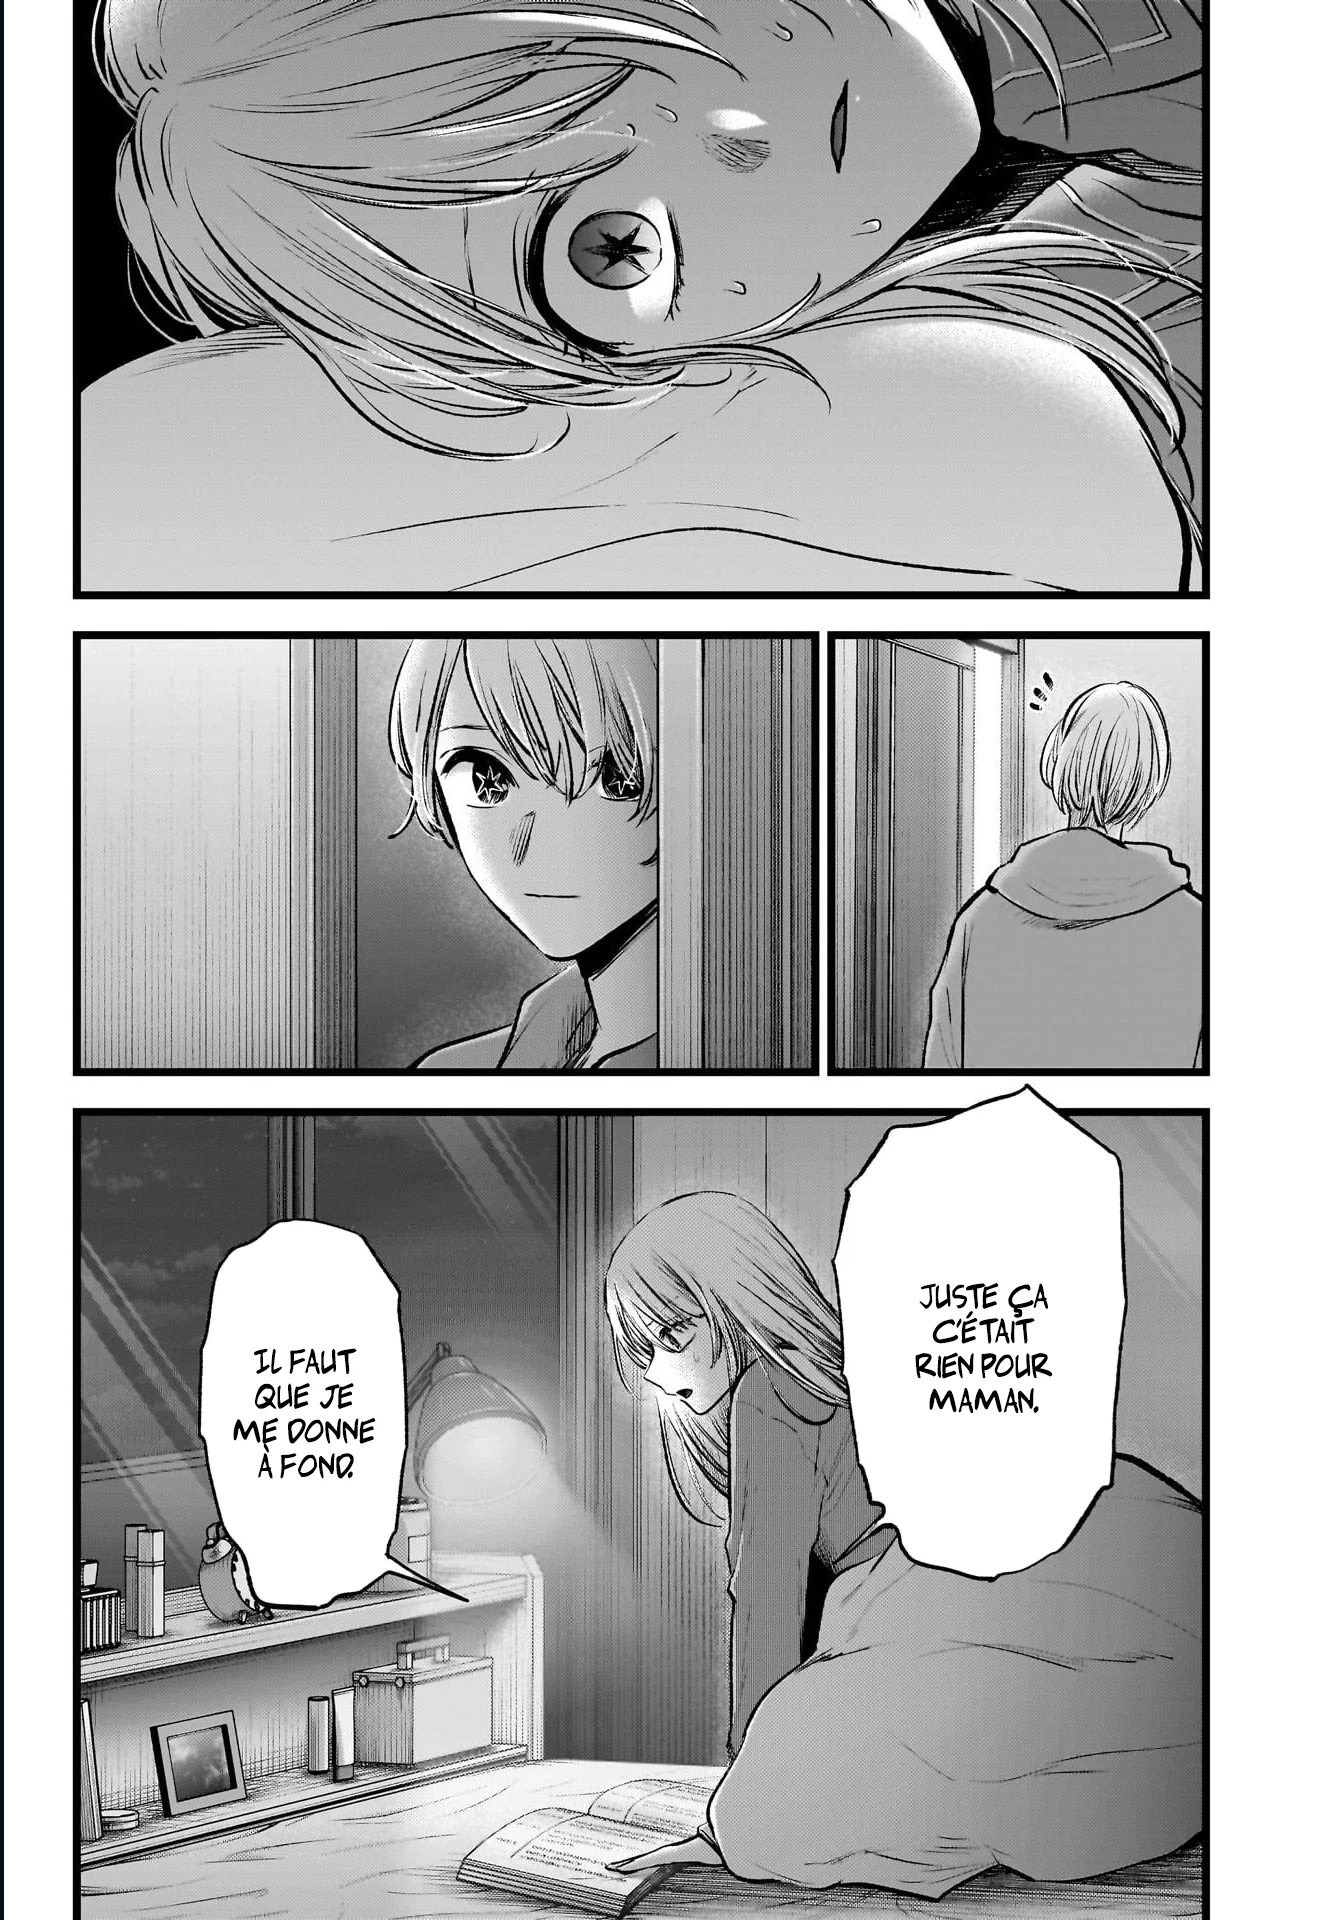 JUSTE ÇA
C'ÉTAIT
RIEN POUR
MAMAN.
IL FAUT
QUE JE
ME DONNE
À FOND.